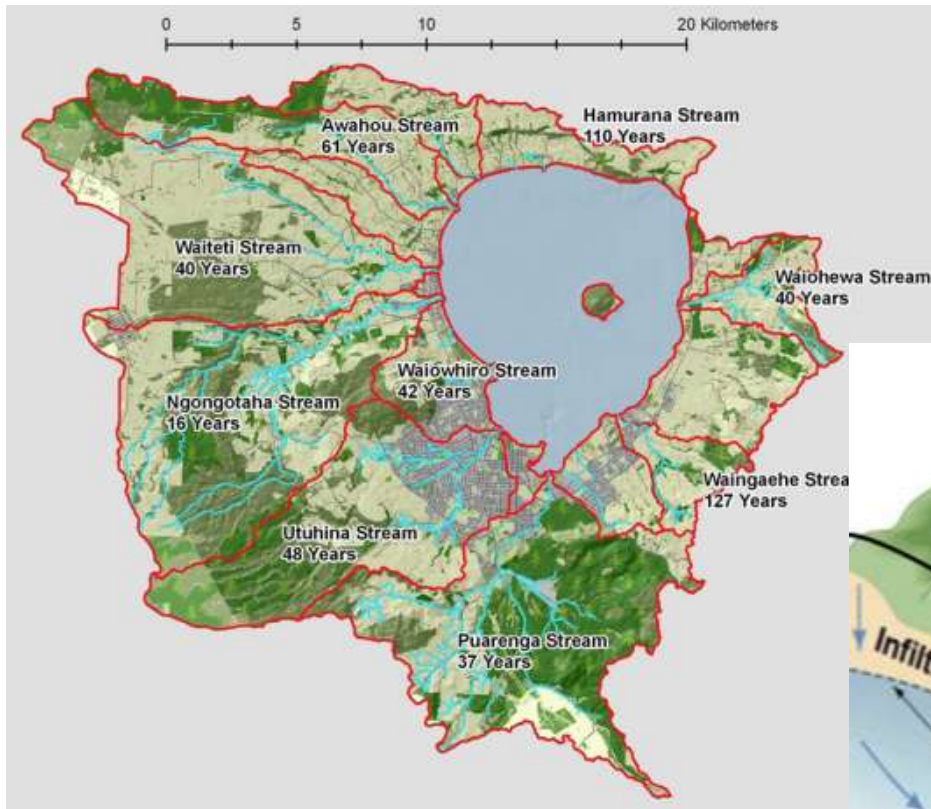 0 5 10 20 Kilometers
Hamurana Stream
110 Years
Awahou Stream
61 Years
Waiteti Stream
40 Years
Waiohewa Stream
40 Years
Waiowhiro Stream
42 Years
Ngongotaha Stream
16 Years
Waingaehe Strea
127 Years
Utuhina Stream
48 Years
Puarenga Stream
37 Years
Infilt